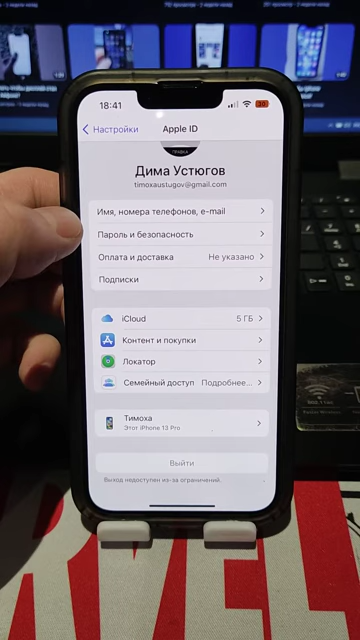 18:41
30
Настройки
Apple ID
ПРАВКА
Дима Устюгов
timoxaustugov@gmail.com
Имя, номера телефонов, e-mail
Пароль и безопасность
Оплата и доставка Не указано
Подписки
iCloud 5 ГБ
Контент и покупки
Локатор
Семейный доступ Подробнее...
Тимоха
Этот iPhone 13 Pro
Выйти
Выход недоступен из-за ограничений.